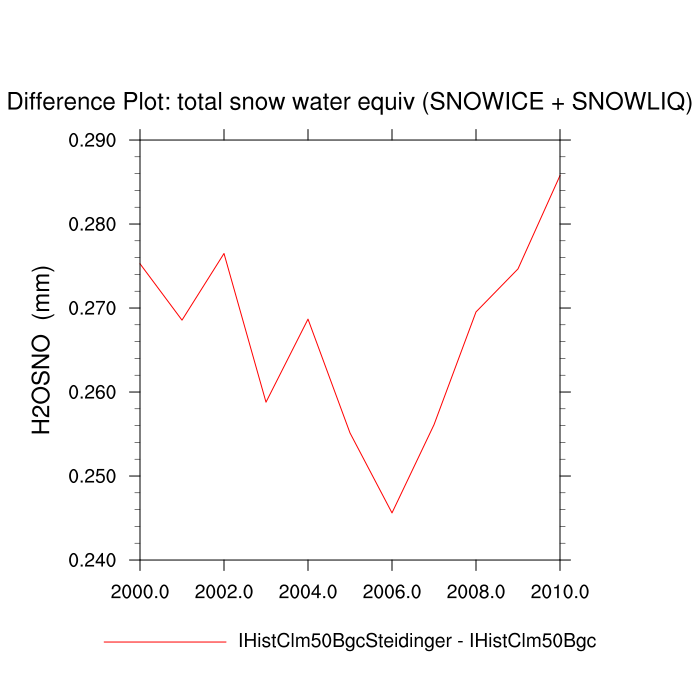 Difference Plot: total snow water equiv (SNOWICE + SNOWLIQ)
0.290
0.280
0.270
0.260
0.250
0.240
H2OSNO (mm)
2000.0 2002.0 2004.0 2006.0 2008.0 2010.0
IHistClm50BgcSteidinger - IHistClm50Bgc